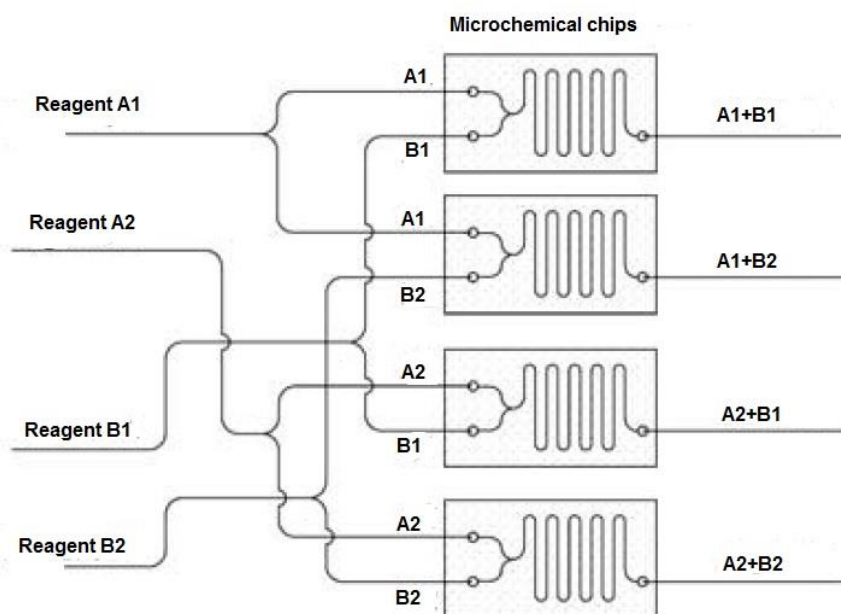 Microchemical chips
A1
Reagent A1
A1+B1
B1
Reagent A2
A1
A1+B2
B2
A2
A2+B1
Reagent B1
B1
A2
Reagent B2
A2+B2
B2